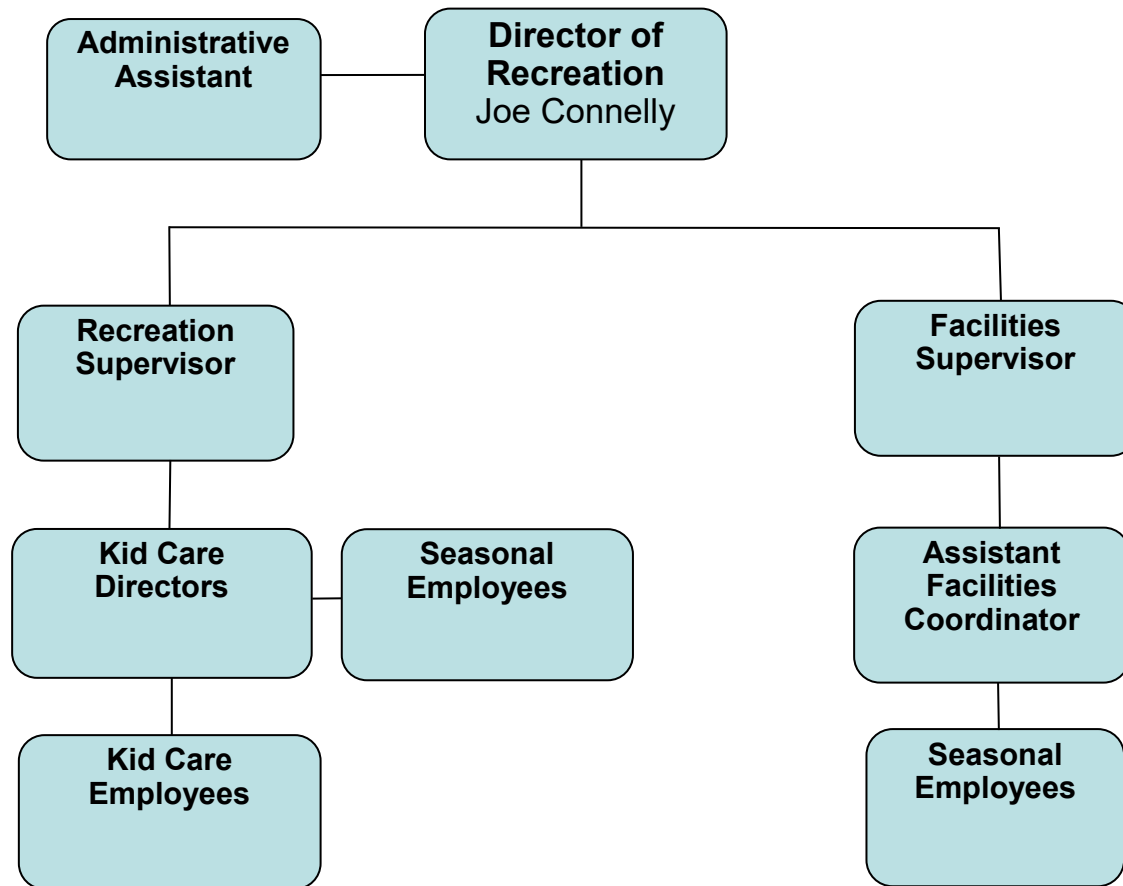 Administrative
Assistant
Director of
Recreation
Joe Connelly
Recreation
Supervisor
Facilities
Supervisor
Kid Care
Directors
Seasonal
Employees
Assistant
Facilities
Coordinator
Kid Care
Employees
Seasonal
Employees